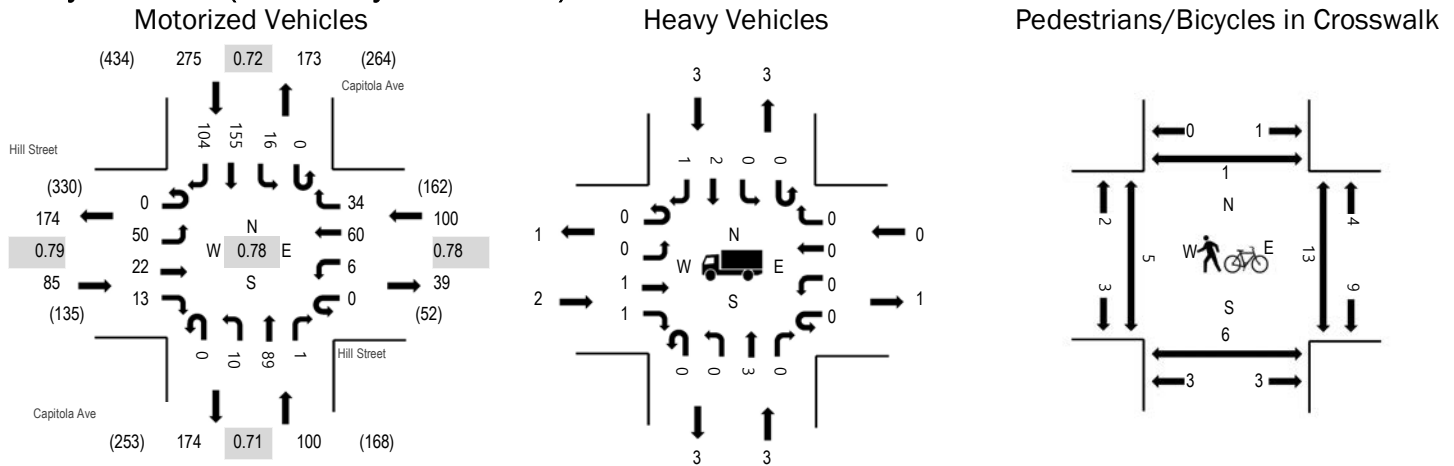 Motorized Vehicles
(434) 275 0.72 173 (264)
Capitola Ave
104 155 16 0
Hill Street
(330) 174 0.79 85 (135)
0 50 22 13
N
W 0.78 E
S
34 60 6 0
(162) 100 0.78 39 (52)
0 10 89 1
Hill Street
Capitola Ave
(253) 174 0.71 100 (168)
Heavy Vehicles
3 3
1 2 0 0
1 2
0 0 1 1
N
W E
S
0 0 0 0
0 1
0 0 3 0
3 3
Pedestrians/Bicycles in Crosswalk
0 1
1
2 3
5
N
W E
S
13
4 9
6
3 3